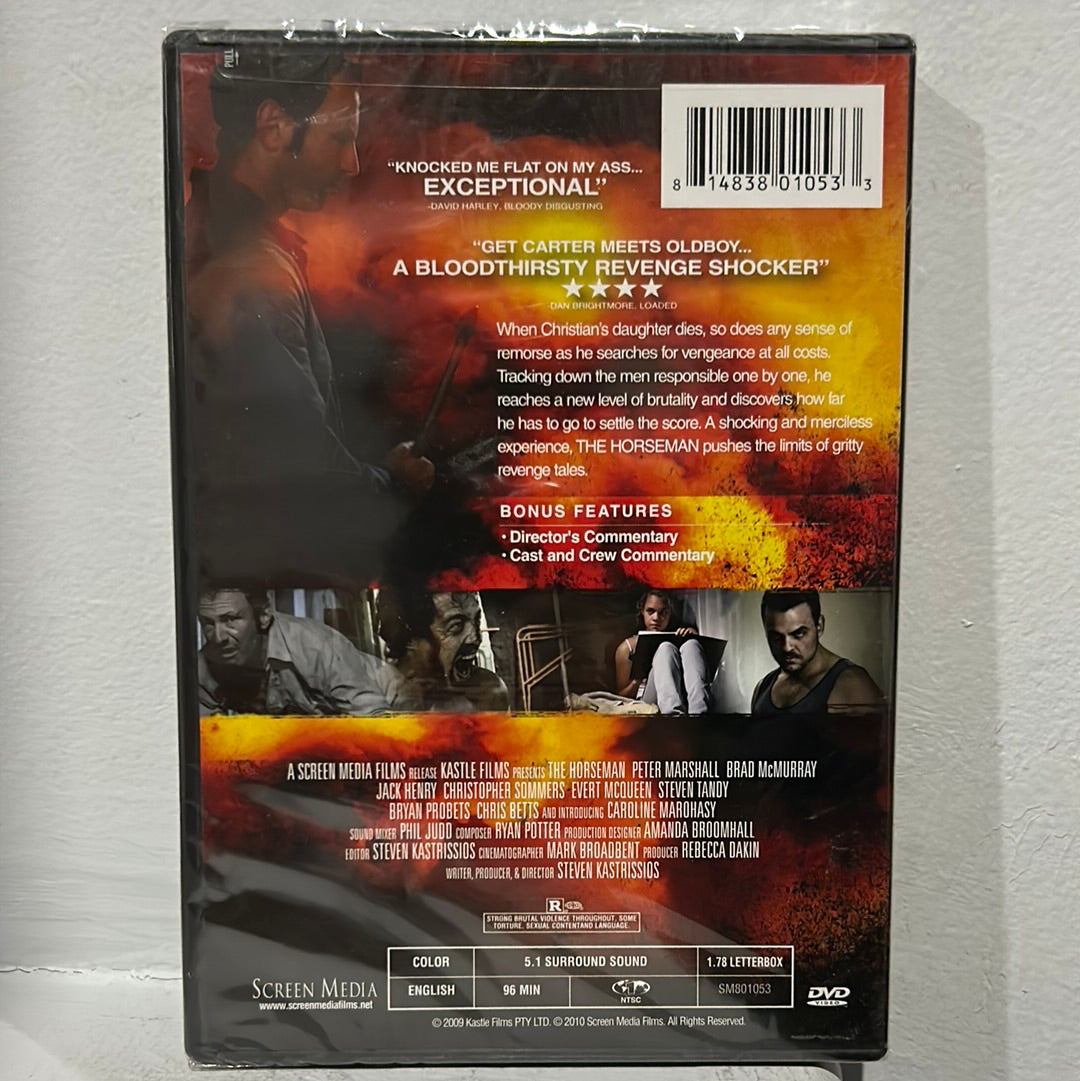 PULL
"KNOCKED ME FLAT ON MY ASS...
EXCEPTIONAL"
-DAVID HARLEY, BLOODY DISGUSTING
8 14838 01053 3
"GET CARTER MEETS OLDBOY...
A BLOODTHIRSTY REVENGE SHOCKER"
★★★★
-DAN BRIGHTMORE, LOADED
When Christian's daughter dies, so does any sense of
remorse as he searches for vengeance at all costs.
Tracking down the men responsible one by one, he
reaches a new level of brutality and discovers how far
he has to go to settle the score. A shocking and merciless
experience, THE HORSEMAN pushes the limits of gritty
revenge tales.
BONUS FEATURES
• Director's Commentary
• Cast and Crew Commentary
A SCREEN MEDIA FILMS RELEASE KASTLE FILMS PRESENTS THE HORSEMAN PETER MARSHALL BRAD McMURRAY
JACK HENRY CHRISTOPHER SOMMERS EVERT MCQUEEN STEVEN TANDY
BRYAN PROBETS CHRIS BETTS AND INTRODUCING CAROLINE MAROHASY
SOUND MIXER PHIL JUDD COMPOSER RYAN POTTER PRODUCTION DESIGNER AMANDA BROOMHALL
EDITOR STEVEN KASTRISSIOS CINEMATOGRAPHER MARK BROADBENT PRODUCER REBECCA DAKIN
WRITER, PRODUCER, & DIRECTOR STEVEN KASTRISSIOS
R
STRONG BRUTAL VIOLENCE THROUGHOUT, SOME
TORTURE, SEXUAL CONTENTAND LANGUAGE.
COLOR 5.1 SURROUND SOUND 1.78 LETTERBOX
ENGLISH 96 MIN NTSC SM801053
SCREEN MEDIA
www.screenmediafilms.net
DVD
VIDEO
© 2009 Kastle Films PTY LTD. © 2010 Screen Media Films. All Rights Reserved.